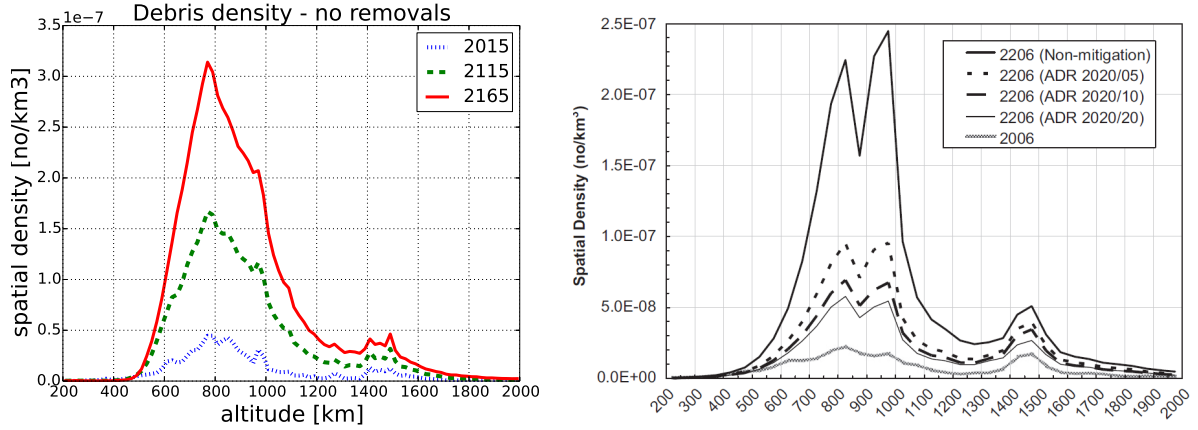 Debris density - no removals
1e−7
3.5
3.0
2.5
2.0
1.5
1.0
0.5
0.0
200 400 600 800 1000 1200 1400 1600 1800 2000
altitude [km]
spatial density [no/km3]
2015
2115
2165
2.5E-07
2.0E-07
1.5E-07
1.0E-07
5.0E-08
0.0E+00
Spatial Density (no/km³)
2206 (Non-mitigation)
2206 (ADR 2020/05)
2206 (ADR 2020/10)
2206 (ADR 2020/20)
2006
200 300 400 500 600 700 800 900 1000 1100 1200 1300 1400 1500 1600 1700 1800 1900 2000